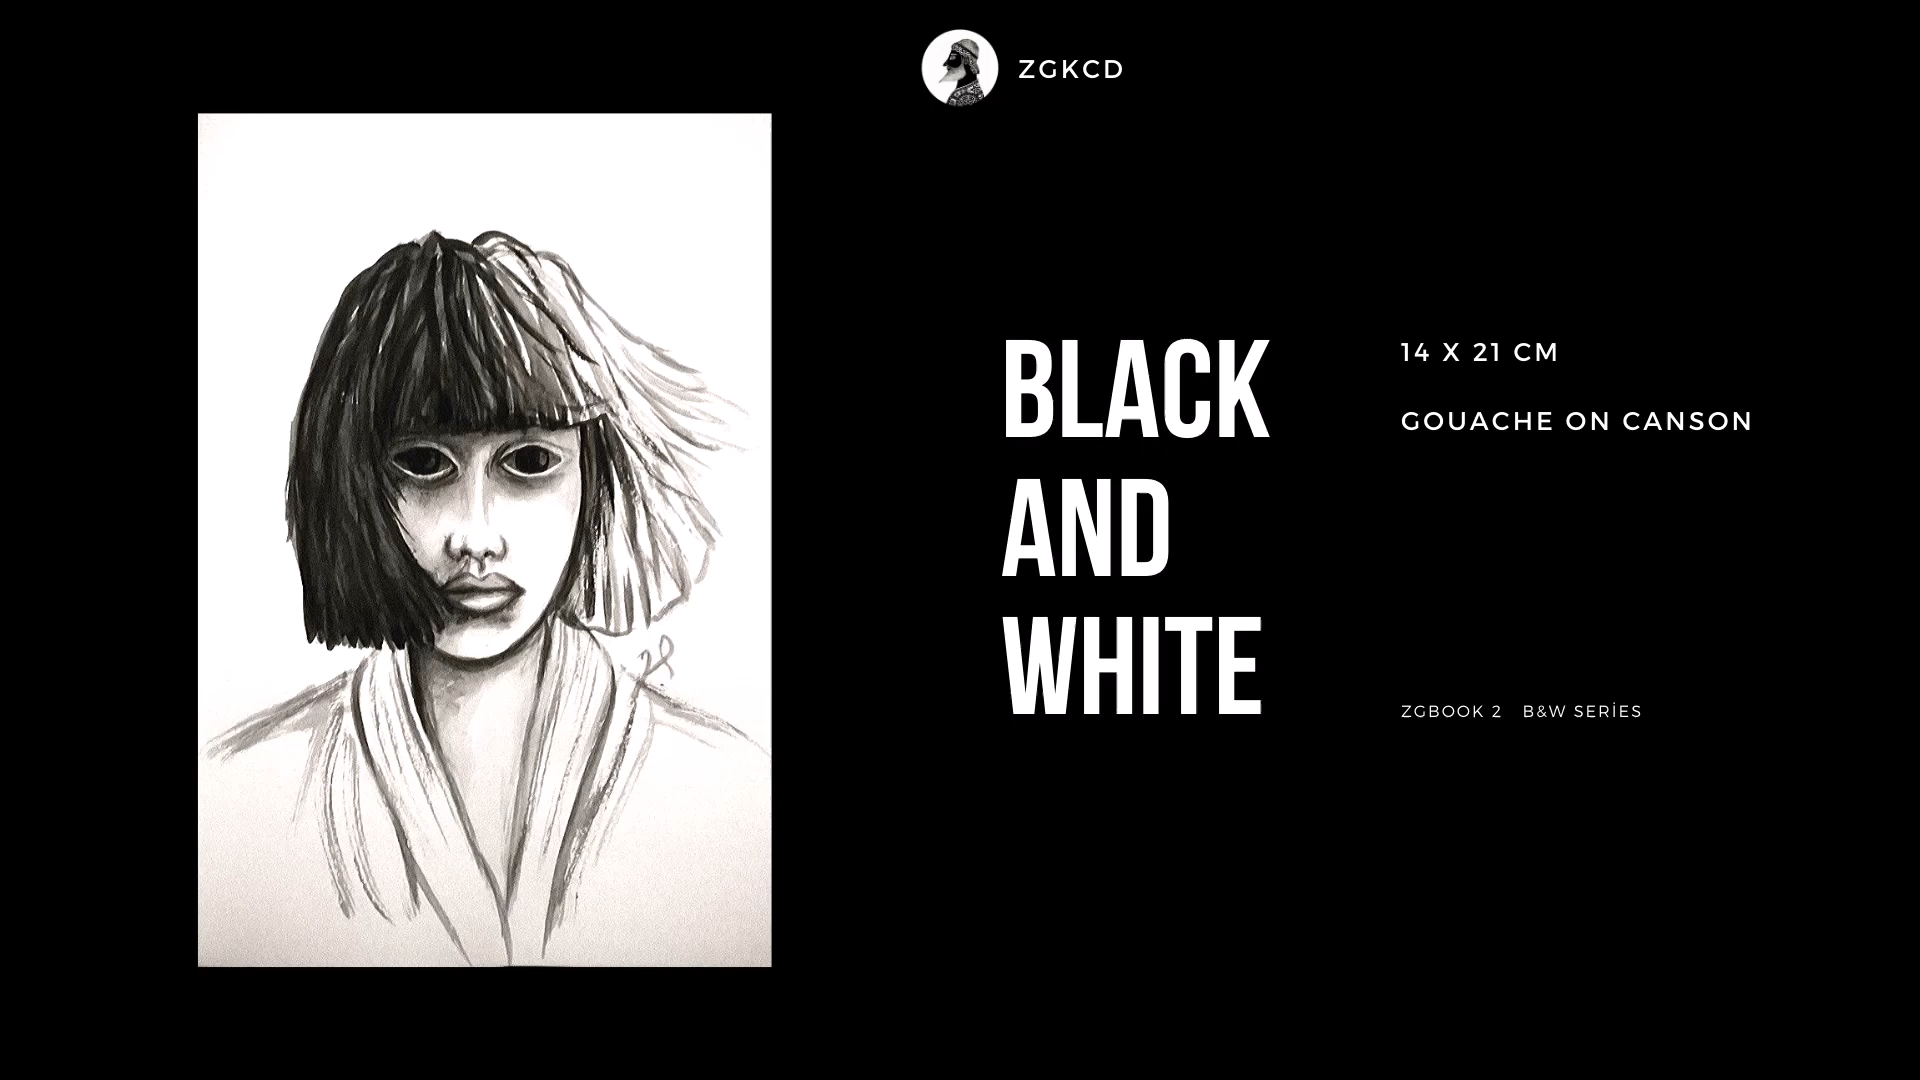 ZGKCD
BLACK
AND
WHITE
14 X 21 CM
GOUACHE ON CANSON
ZGBOOK 2 B&W SERİES